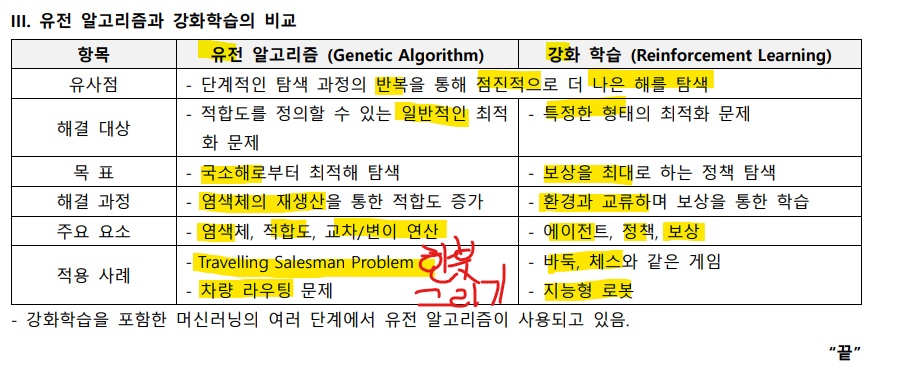 III. 유전 알고리즘과 강화학습의 비교
항목 유전 알고리즘 (Genetic Algorithm) 강화 학습 (Reinforcement Learning)
유사점 - 단계적인 탐색 과정의 반복을 통해 점진적으로 더 나은 해를 탐색
해결 대상 - 적합도를 정의할 수 있는 일반적인 최적
화 문제 - 특정한 형태의 최적화 문제
목 표 - 국소해로부터 최적해 탐색 - 보상을 최대로 하는 정책 탐색
해결 과정 - 염색체의 재생산을 통한 적합도 증가 - 환경과 교류하며 보상을 통한 학습
주요 요소 - 염색체, 적합도, 교차/변이 연산 - 에이전트, 정책, 보상
적용 사례 - Travelling Salesman Problem - 바둑, 체스와 같은 게임
- 차량 라우팅 문제 - 지능형 로봇
한붓
그리기
- 강화학습을 포함한 머신러닝의 여러 단계에서 유전 알고리즘이 사용되고 있음.
“끝”